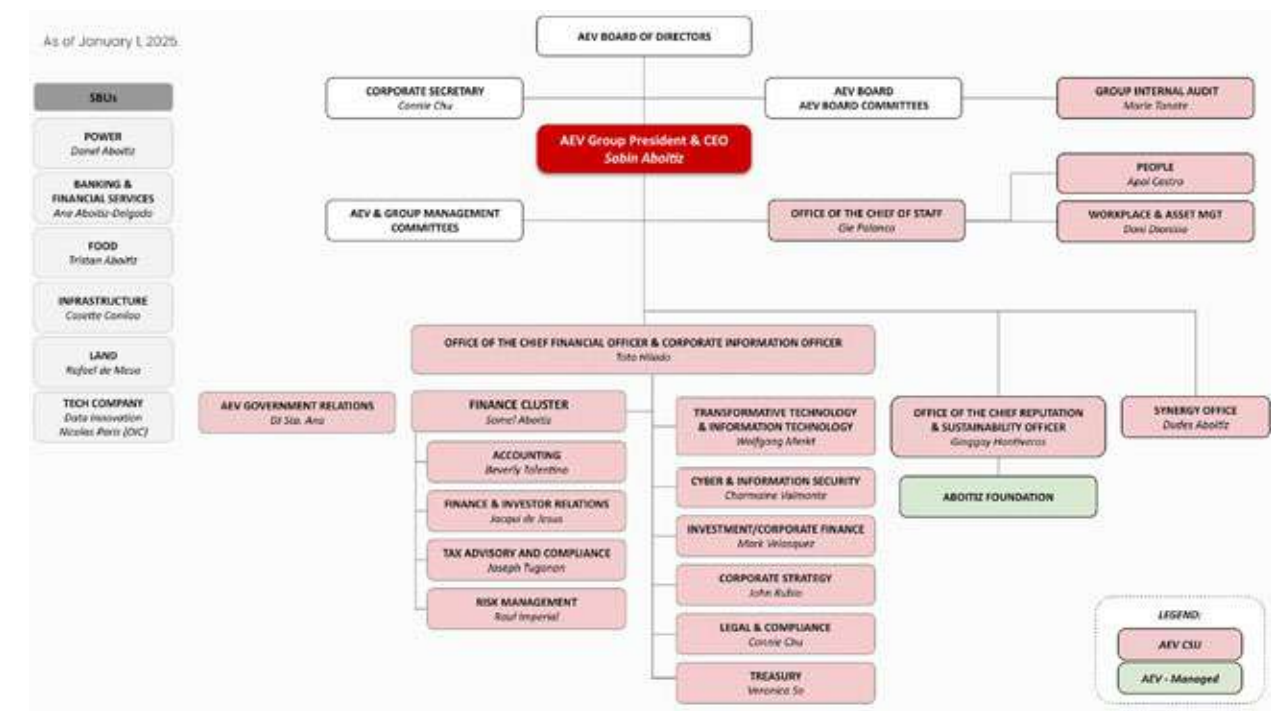 As of January 1, 2025
SBUs
POWER
Danel Aboitiz
BANKING &
FINANCIAL SERVICES
Ana Aboitiz-Delgado
FOOD
Tristan Aboitiz
INFRASTRUCTURE
Cosette Canilao
LAND
Rafael de Mesa
TECH COMPANY
Data Innovation
Nicolas Paris (OIC)
AEV BOARD OF DIRECTORS
CORPORATE SECRETARY
Connie Chu
AEV BOARD
AEV BOARD COMMITTEES
GROUP INTERNAL AUDIT
Marie Tanate
AEV Group President & CEO
Sabin Aboitiz
PEOPLE
Apal Castro
AEV & GROUP MANAGEMENT
COMMITTEES
OFFICE OF THE CHIEF OF STAFF
Gie Polanco
WORKPLACE & ASSET MGT
Dani Dionisio
OFFICE OF THE CHIEF FINANCIAL OFFICER & CORPORATE INFORMATION OFFICER
Toto Hilado
AEV GOVERNMENT RELATIONS
DJ Sta. Ana
FINANCE CLUSTER
Somel Aboitiz
ACCOUNTING
Beverly Tolentino
FINANCE & INVESTOR RELATIONS
Jacqui de Jesus
TAX ADVISORY AND COMPLIANCE
Joseph Tugonon
RISK MANAGEMENT
Rauf Imperial
TRANSFORMATIVE TECHNOLOGY
& INFORMATION TECHNOLOGY
Wolfgang Merkt
CYBER & INFORMATION SECURITY
Charmaine Valmonte
INVESTMENT/CORPORATE FINANCE
Mark Velasquez
CORPORATE STRATEGY
John Rubio
LEGAL & COMPLIANCE
Connie Chu
TREASURY
Veronica So
OFFICE OF THE CHIEF REPUTATION
& SUSTAINABILITY OFFICER
Ginggay Hontiveros
ABOITIZ FOUNDATION
SYNERGY OFFICE
Dudes Aboitiz
LEGEND:
AEV CSU
AEV - Managed